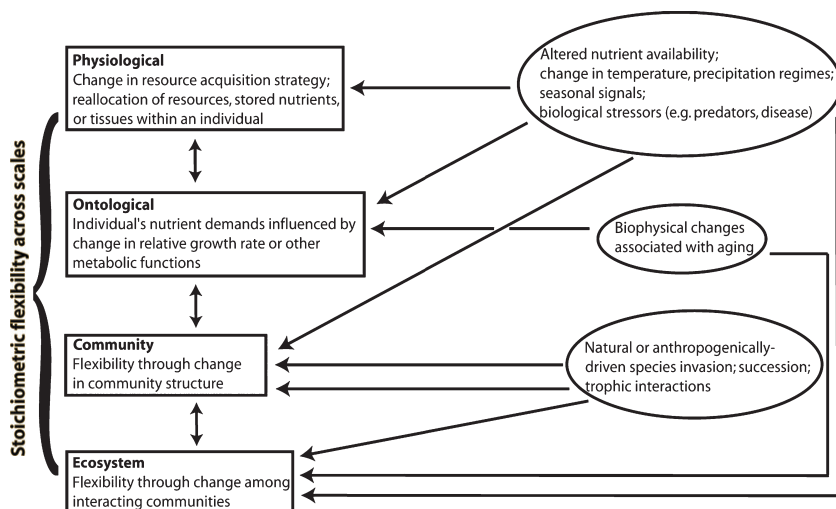 Stoichiometric flexibility across scales
Physiological
Change in resource acquisition strategy;
reallocation of resources, stored nutrients,
or tissues within an individual
Altered nutrient availability;
change in temperature, precipitation regimes;
seasonal signals;
biological stressors (e.g. predators, disease)
Ontological
Individual's nutrient demands influenced by
change in relative growth rate or other
metabolic functions
Biophysical changes
associated with aging
Community
Flexibility through change
in community structure
Natural or anthropogenically-
driven species invasion; succession;
trophic interactions
Ecosystem
Flexibility through change among
interacting communities